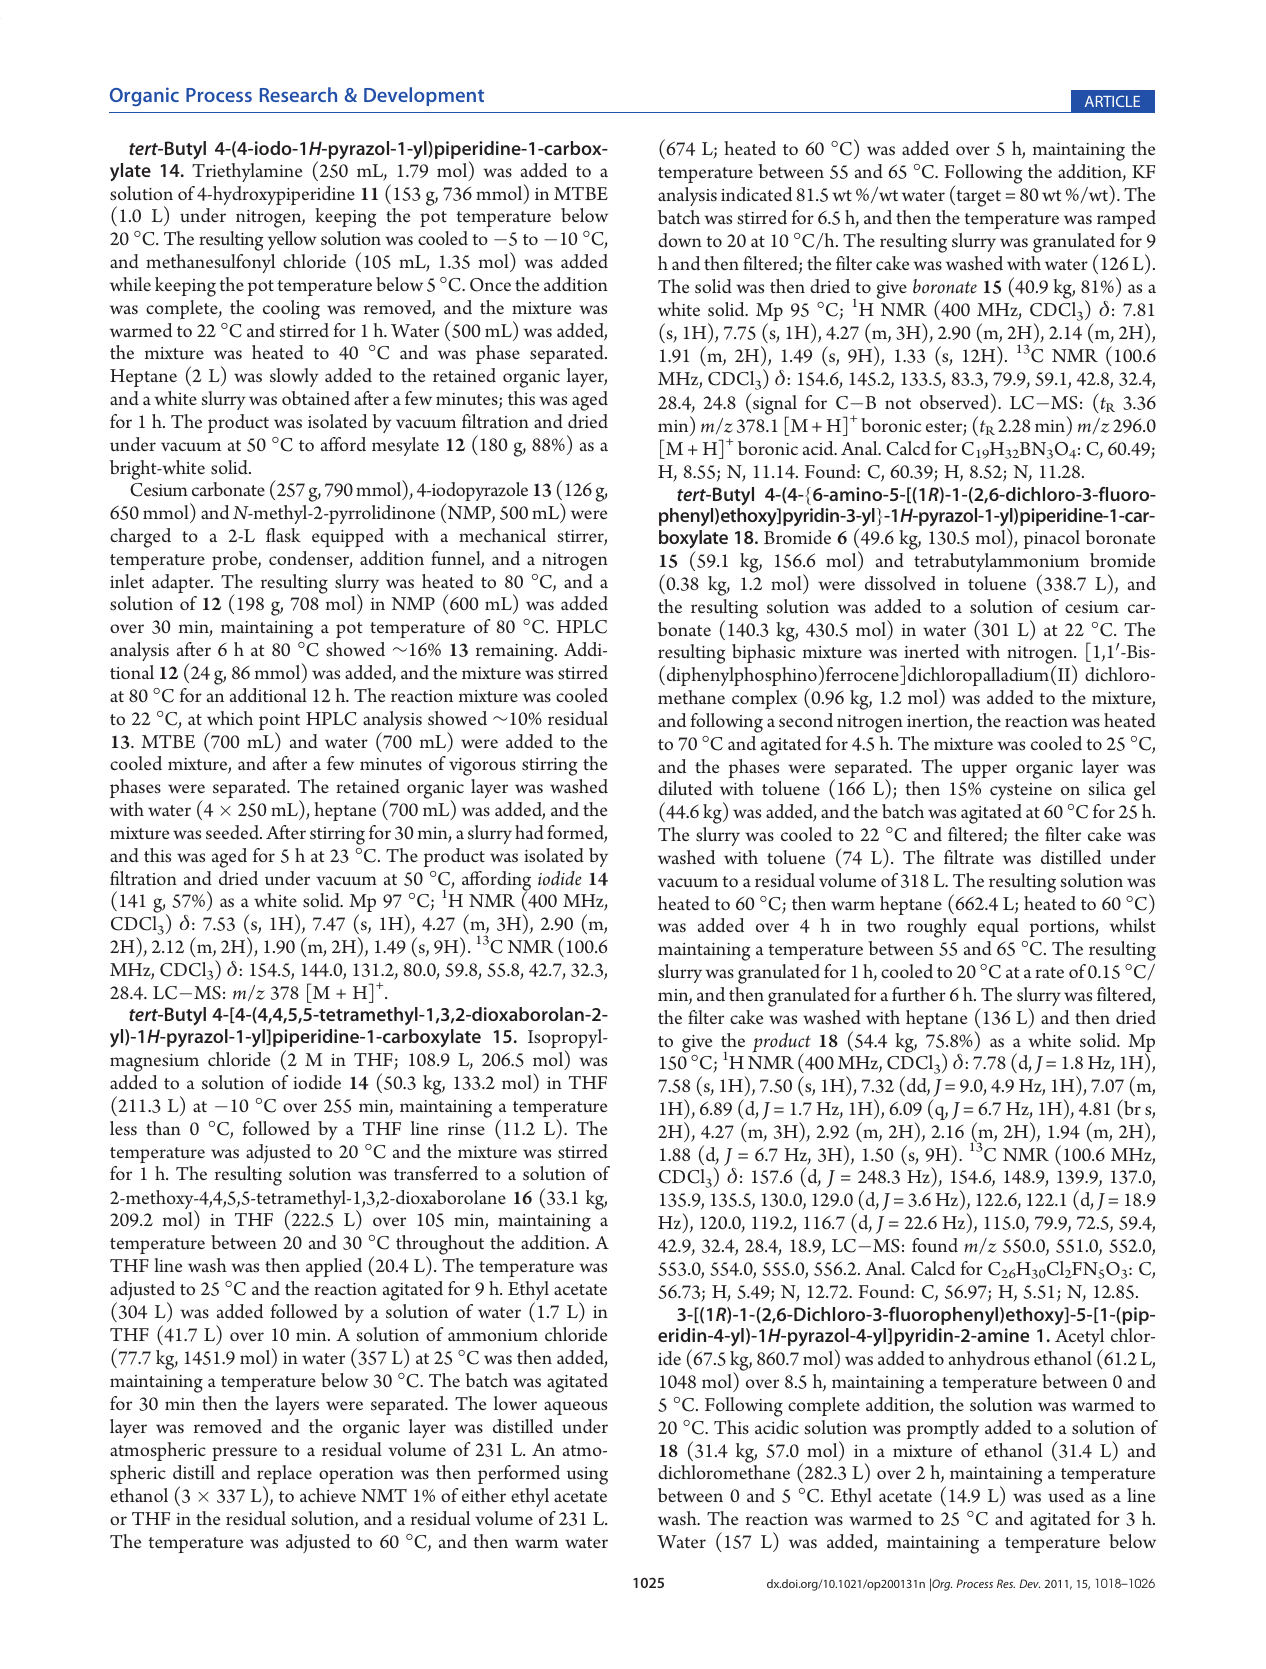 Organic Process Research & Development
ARTICLE
tert-Butyl 4-(4-iodo-1H-pyrazol-1-yl)piperidine-1-carbox-
ylate 14. Triethylamine (250 mL, 1.79 mol) was added to a
solution of 4-hydroxypiperidine 11 (153 g, 736 mmol) in MTBE
(1.0 L) under nitrogen, keeping the pot temperature below
20 °C. The resulting yellow solution was cooled to −5 to −10 °C,
and methanesulfonyl chloride (105 mL, 1.35 mol) was added
while keeping the pot temperature below 5 °C. Once the addition
was complete, the cooling was removed, and the mixture was
warmed to 22 °C and stirred for 1 h. Water (500 mL) was added,
the mixture was heated to 40 °C and was phase separated.
Heptane (2 L) was slowly added to the retained organic layer,
and a white slurry was obtained after a few minutes; this was aged
for 1 h. The product was isolated by vacuum filtration and dried
under vacuum at 50 °C to afford mesylate 12 (180 g, 88%) as a
bright-white solid.
Cesium carbonate (257 g, 790 mmol), 4-iodopyrazole 13 (126 g,
650 mmol) and N-methyl-2-pyrrolidinone (NMP, 500 mL) were
charged to a 2-L flask equipped with a mechanical stirrer,
temperature probe, condenser, addition funnel, and a nitrogen
inlet adapter. The resulting slurry was heated to 80 °C, and a
solution of 12 (198 g, 708 mol) in NMP (600 mL) was added
over 30 min, maintaining a pot temperature of 80 °C. HPLC
analysis after 6 h at 80 °C showed ∼16% 13 remaining. Addi-
tional 12 (24 g, 86 mmol) was added, and the mixture was stirred
at 80 °C for an additional 12 h. The reaction mixture was cooled
to 22 °C, at which point HPLC analysis showed ∼10% residual
13. MTBE (700 mL) and water (700 mL) were added to the
cooled mixture, and after a few minutes of vigorous stirring the
phases were separated. The retained organic layer was washed
with water (4 × 250 mL), heptane (700 mL) was added, and the
mixture was seeded. After stirring for 30 min, a slurry had formed,
and this was aged for 5 h at 23 °C. The product was isolated by
filtration and dried under vacuum at 50 °C, affording iodide 14
(141 g, 57%) as a white solid. Mp 97 °C; ¹H NMR (400 MHz,
CDCl₃) δ: 7.53 (s, 1H), 7.47 (s, 1H), 4.27 (m, 3H), 2.90 (m,
2H), 2.12 (m, 2H), 1.90 (m, 2H), 1.49 (s, 9H). ¹³C NMR (100.6
MHz, CDCl₃) δ: 154.5, 144.0, 131.2, 80.0, 59.8, 55.8, 42.7, 32.3,
28.4. LC−MS: m/z 378 [M + H]⁺.
tert-Butyl 4-[4-(4,4,5,5-tetramethyl-1,3,2-dioxaborolan-2-
yl)-1H-pyrazol-1-yl]piperidine-1-carboxylate 15. Isopropyl-
magnesium chloride (2 M in THF; 108.9 L, 206.5 mol) was
added to a solution of iodide 14 (50.3 kg, 133.2 mol) in THF
(211.3 L) at −10 °C over 255 min, maintaining a temperature
less than 0 °C, followed by a THF line rinse (11.2 L). The
temperature was adjusted to 20 °C and the mixture was stirred
for 1 h. The resulting solution was transferred to a solution of
2-methoxy-4,4,5,5-tetramethyl-1,3,2-dioxaborolane 16 (33.1 kg,
209.2 mol) in THF (222.5 L) over 105 min, maintaining a
temperature between 20 and 30 °C throughout the addition. A
THF line wash was then applied (20.4 L). The temperature was
adjusted to 25 °C and the reaction agitated for 9 h. Ethyl acetate
(304 L) was added followed by a solution of water (1.7 L) in
THF (41.7 L) over 10 min. A solution of ammonium chloride
(77.7 kg, 1451.9 mol) in water (357 L) at 25 °C was then added,
maintaining a temperature below 30 °C. The batch was agitated
for 30 min then the layers were separated. The lower aqueous
layer was removed and the organic layer was distilled under
atmospheric pressure to a residual volume of 231 L. An atmo-
spheric distill and replace operation was then performed using
ethanol (3 × 337 L), to achieve NMT 1% of either ethyl acetate
or THF in the residual solution, and a residual volume of 231 L.
The temperature was adjusted to 60 °C, and then warm water
(674 L; heated to 60 °C) was added over 5 h, maintaining the
temperature between 55 and 65 °C. Following the addition, KF
analysis indicated 81.5 wt %/wt water (target = 80 wt %/wt). The
batch was stirred for 6.5 h, and then the temperature was ramped
down to 20 at 10 °C/h. The resulting slurry was granulated for 9
h and then filtered; the filter cake was washed with water (126 L).
The solid was then dried to give boronate 15 (40.9 kg, 81%) as a
white solid. Mp 95 °C; ¹H NMR (400 MHz, CDCl₃) δ: 7.81
(s, 1H), 7.75 (s, 1H), 4.27 (m, 3H), 2.90 (m, 2H), 2.14 (m, 2H),
1.91 (m, 2H), 1.49 (s, 9H), 1.33 (s, 12H). ¹³C NMR (100.6
MHz, CDCl₃) δ: 154.6, 145.2, 133.5, 83.3, 79.9, 59.1, 42.8, 32.4,
28.4, 24.8 (signal for C−B not observed). LC−MS: (tR 3.36
min) m/z 378.1 [M + H]⁺ boronic ester; (tR 2.28 min) m/z 296.0
[M + H]⁺ boronic acid. Anal. Calcd for C₁₉H₃₂BN₃O₄: C, 60.49;
H, 8.55; N, 11.14. Found: C, 60.39; H, 8.52; N, 11.28.
tert-Butyl 4-(4-{6-amino-5-[(1R)-1-(2,6-dichloro-3-fluoro-
phenyl)ethoxy]pyridin-3-yl}-1H-pyrazol-1-yl)piperidine-1-car-
boxylate 18. Bromide 6 (49.6 kg, 130.5 mol), pinacol boronate
15 (59.1 kg, 156.6 mol) and tetrabutylammonium bromide
(0.38 kg, 1.2 mol) were dissolved in toluene (338.7 L), and
the resulting solution was added to a solution of cesium car-
bonate (140.3 kg, 430.5 mol) in water (301 L) at 22 °C. The
resulting biphasic mixture was inerted with nitrogen. [1,1′-Bis-
(diphenylphosphino)ferrocene]dichloropalladium(II) dichloro-
methane complex (0.96 kg, 1.2 mol) was added to the mixture,
and following a second nitrogen inertion, the reaction was heated
to 70 °C and agitated for 4.5 h. The mixture was cooled to 25 °C,
and the phases were separated. The upper organic layer was
diluted with toluene (166 L); then 15% cysteine on silica gel
(44.6 kg) was added, and the batch was agitated at 60 °C for 25 h.
The slurry was cooled to 22 °C and filtered; the filter cake was
washed with toluene (74 L). The filtrate was distilled under
vacuum to a residual volume of 318 L. The resulting solution was
heated to 60 °C; then warm heptane (662.4 L; heated to 60 °C)
was added over 4 h in two roughly equal portions, whilst
maintaining a temperature between 55 and 65 °C. The resulting
slurry was granulated for 1 h, cooled to 20 °C at a rate of 0.15 °C/
min, and then granulated for a further 6 h. The slurry was filtered,
the filter cake was washed with heptane (136 L) and then dried
to give the product 18 (54.4 kg, 75.8%) as a white solid. Mp
150 °C; ¹H NMR (400 MHz, CDCl₃) δ: 7.78 (d, J = 1.8 Hz, 1H),
7.58 (s, 1H), 7.50 (s, 1H), 7.32 (dd, J = 9.0, 4.9 Hz, 1H), 7.07 (m,
1H), 6.89 (d, J = 1.7 Hz, 1H), 6.09 (q, J = 6.7 Hz, 1H), 4.81 (br s,
2H), 4.27 (m, 3H), 2.92 (m, 2H), 2.16 (m, 2H), 1.94 (m, 2H),
1.88 (d, J = 6.7 Hz, 3H), 1.50 (s, 9H). ¹³C NMR (100.6 MHz,
CDCl₃) δ: 157.6 (d, J = 248.3 Hz), 154.6, 148.9, 139.9, 137.0,
135.9, 135.5, 130.0, 129.0 (d, J = 3.6 Hz), 122.6, 122.1 (d, J = 18.9
Hz), 120.0, 119.2, 116.7 (d, J = 22.6 Hz), 115.0, 79.9, 72.5, 59.4,
42.9, 32.4, 28.4, 18.9, LC−MS: found m/z 550.0, 551.0, 552.0,
553.0, 554.0, 555.0, 556.2. Anal. Calcd for C₂₆H₃₀Cl₂FN₅O₃: C,
56.73; H, 5.49; N, 12.72. Found: C, 56.97; H, 5.51; N, 12.85.
3-[(1R)-1-(2,6-Dichloro-3-fluorophenyl)ethoxy]-5-[1-(pip-
eridin-4-yl)-1H-pyrazol-4-yl]pyridin-2-amine 1. Acetyl chlor-
ide (67.5 kg, 860.7 mol) was added to anhydrous ethanol (61.2 L,
1048 mol) over 8.5 h, maintaining a temperature between 0 and
5 °C. Following complete addition, the solution was warmed to
20 °C. This acidic solution was promptly added to a solution of
18 (31.4 kg, 57.0 mol) in a mixture of ethanol (31.4 L) and
dichloromethane (282.3 L) over 2 h, maintaining a temperature
between 0 and 5 °C. Ethyl acetate (14.9 L) was used as a line
wash. The reaction was warmed to 25 °C and agitated for 3 h.
Water (157 L) was added, maintaining a temperature below
1025
dx.doi.org/10.1021/op200131n |Org. Process Res. Dev. 2011, 15, 1018–1026